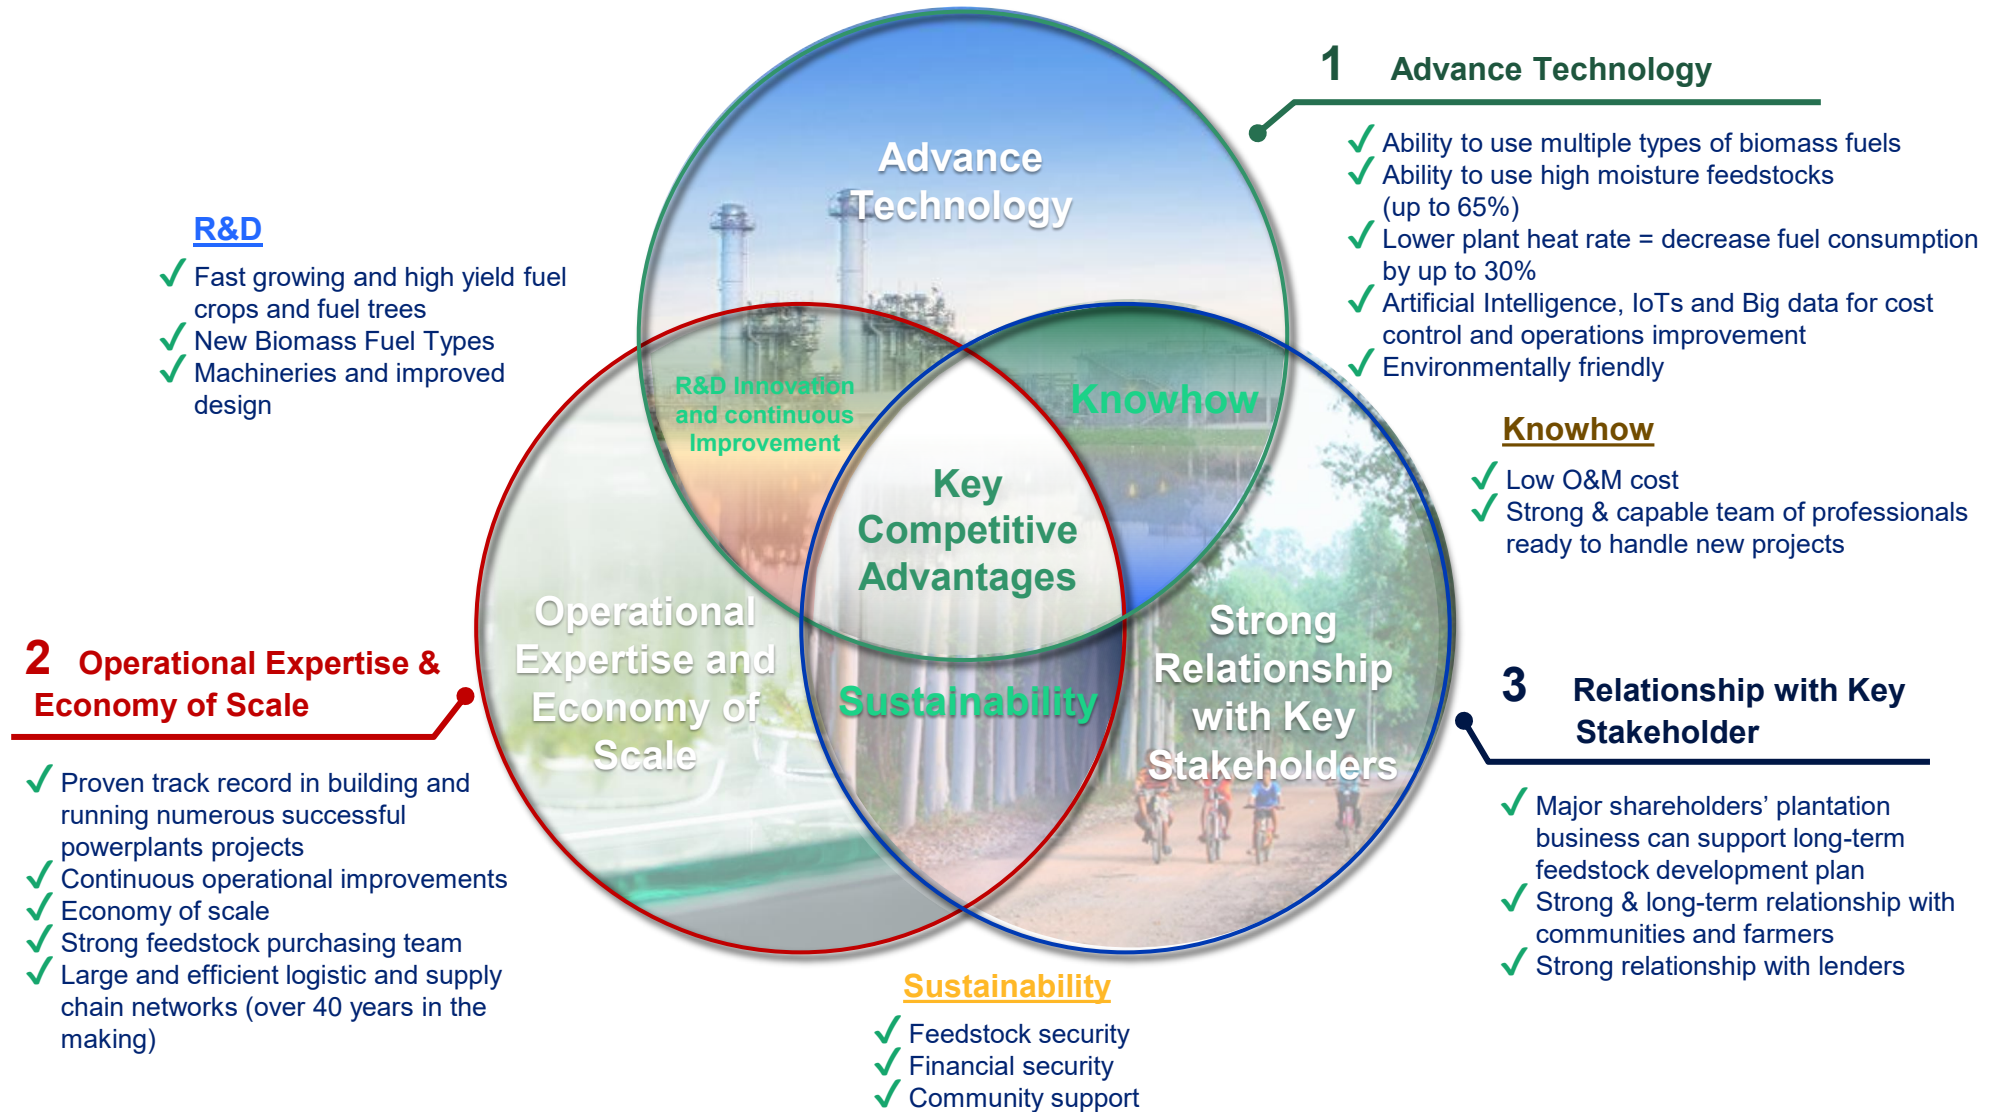 1 Advance Technology
Ability to use multiple types of biomass fuels
Ability to use high moisture feedstocks
(up to 65%)
Lower plant heat rate = decrease fuel consumption
by up to 30%
Artificial Intelligence, IoTs and Big data for cost
control and operations improvement
Environmentally friendly
R&D
Fast growing and high yield fuel
crops and fuel trees
New Biomass Fuel Types
Machineries and improved
design
Advance
Technology
R&D Innovation
and continuous
Improvement
Knowhow
Key
Competitive
Advantages
Operational
Expertise and
Economy of
Scale
Sustainability
Strong
Relationship
with Key
Stakeholders
Knowhow
Low O&M cost
Strong & capable team of professionals
ready to handle new projects
2 Operational Expertise &
Economy of Scale
Proven track record in building and
running numerous successful
powerplants projects
Continuous operational improvements
Economy of scale
Strong feedstock purchasing team
Large and efficient logistic and supply
chain networks (over 40 years in the
making)
3 Relationship with Key
Stakeholder
Major shareholders’ plantation
business can support long-term
feedstock development plan
Strong & long-term relationship with
communities and farmers
Strong relationship with lenders
Sustainability
Feedstock security
Financial security
Community support